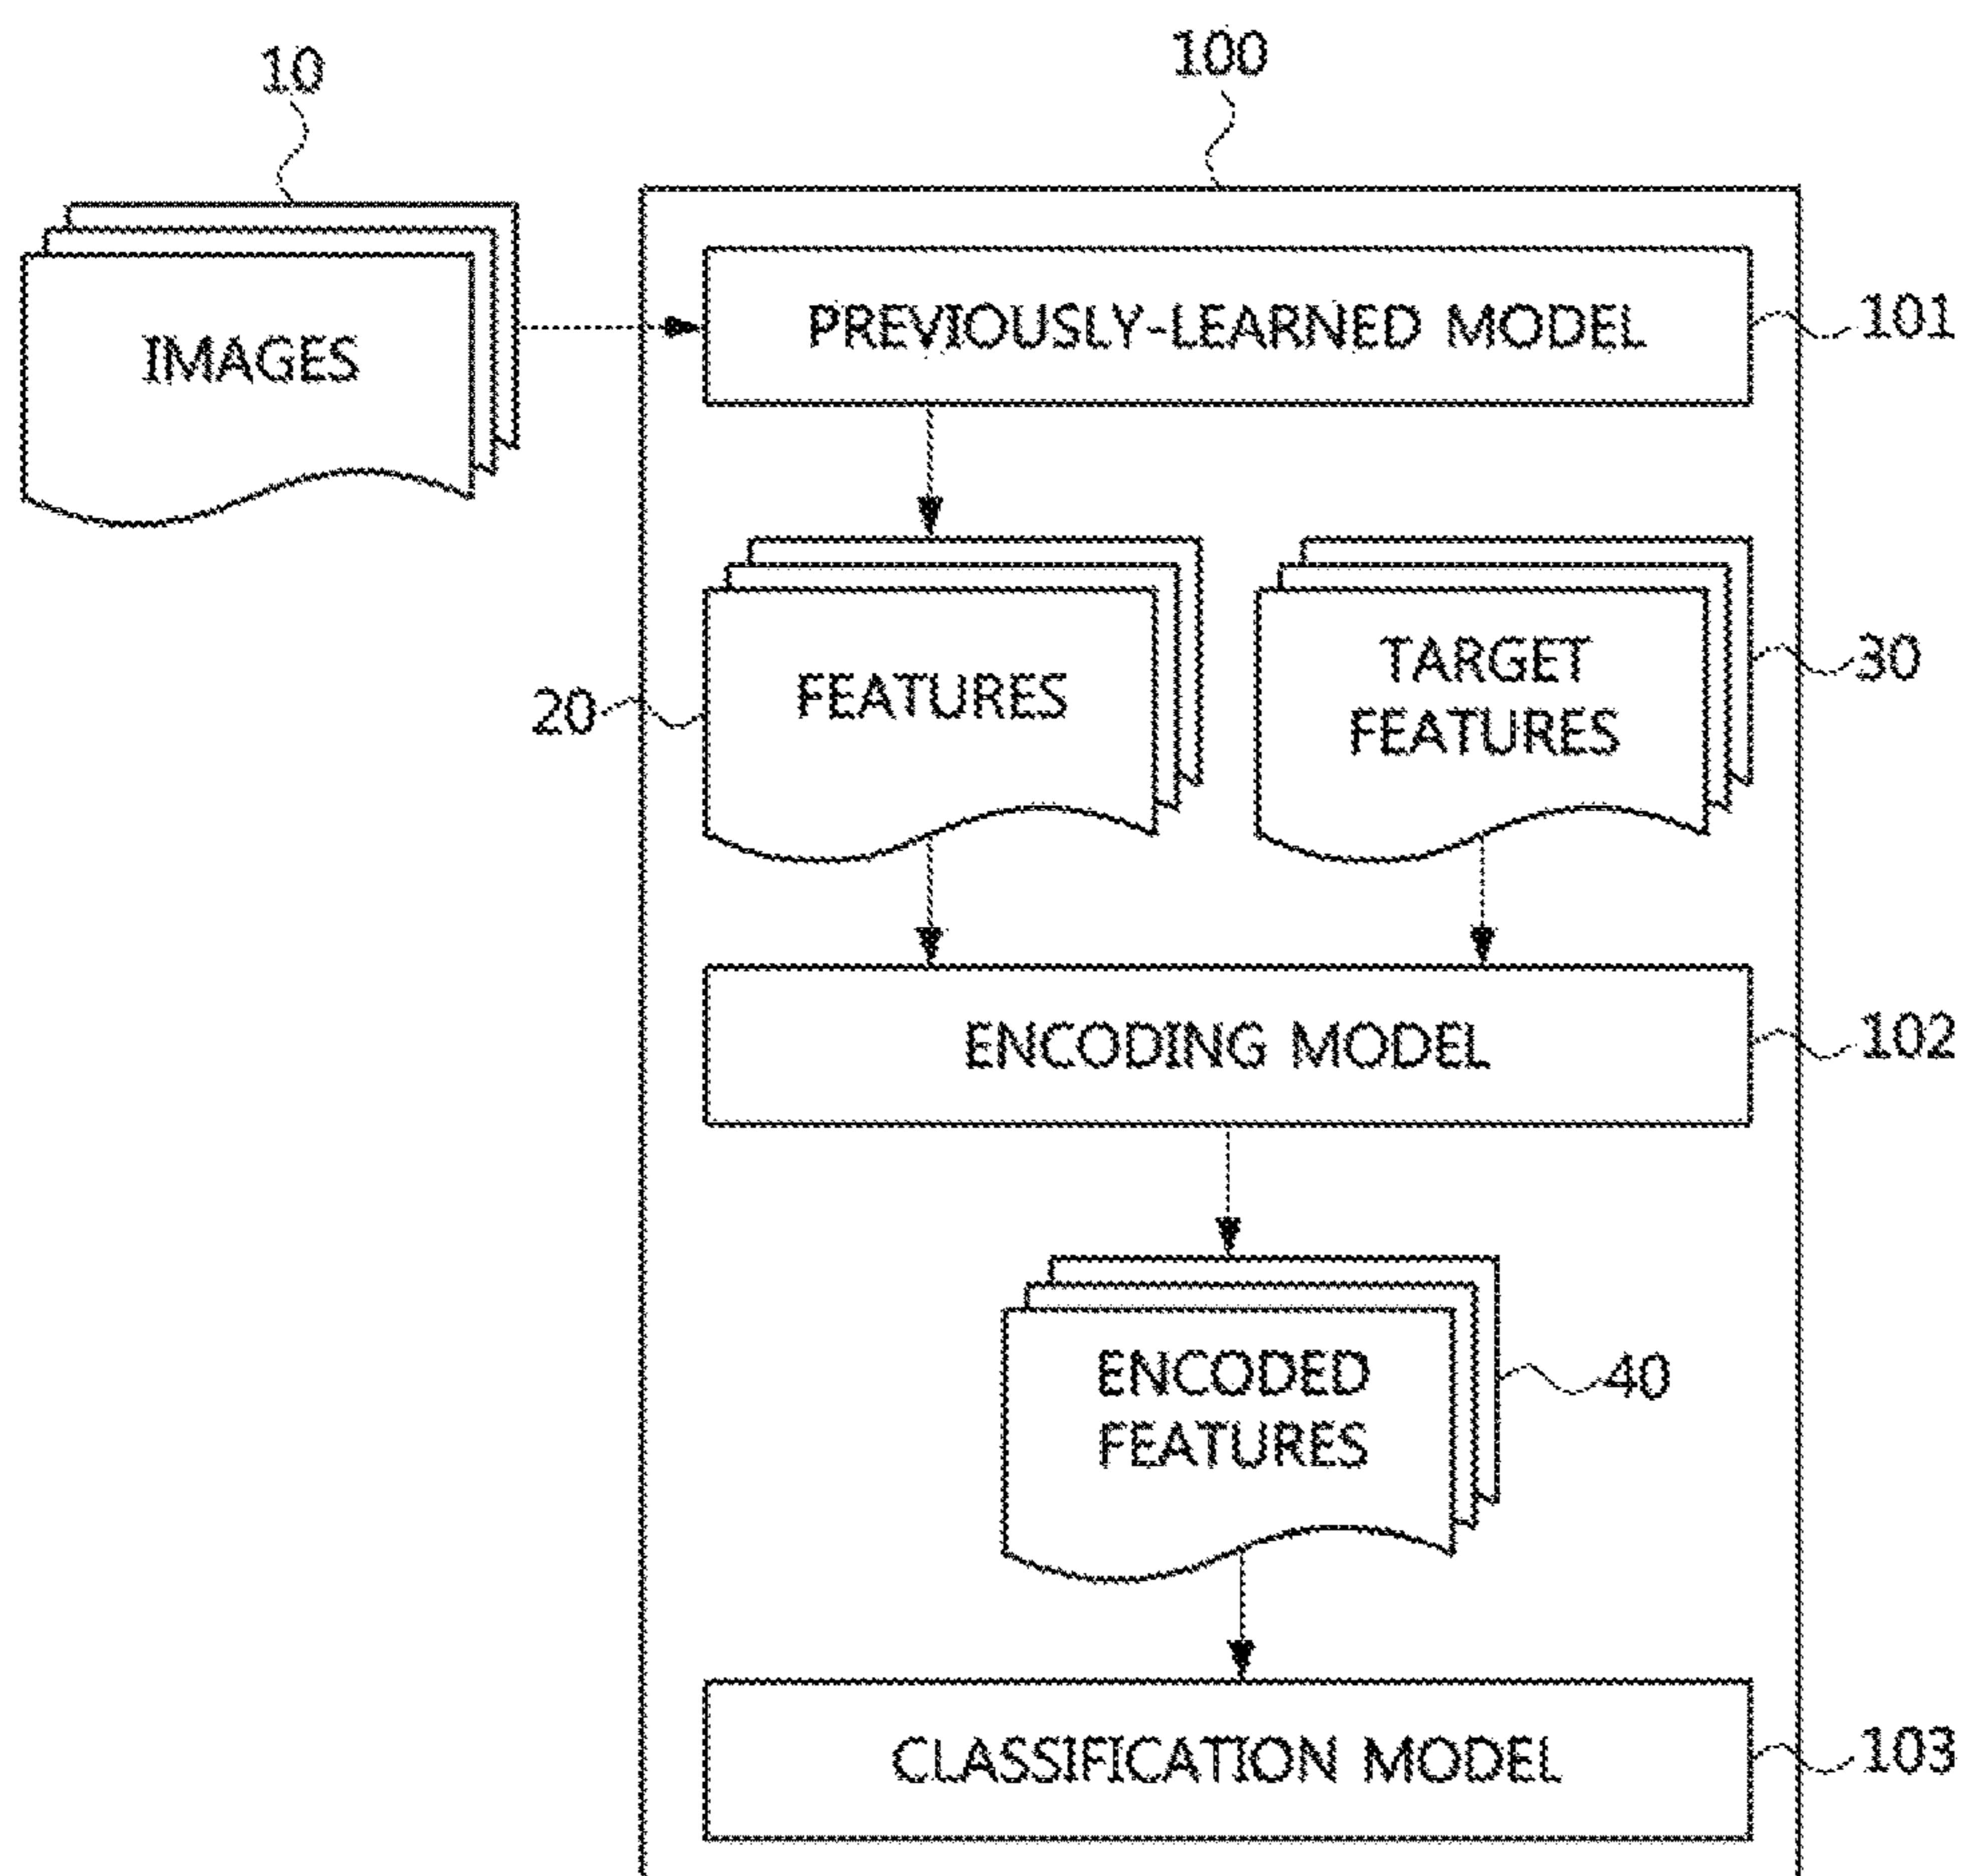 10
100
IMAGES
PREVIOUSLY-LEARNED MODEL
101
FEATURES
20
TARGET
FEATURES
30
ENCODING MODEL
102
ENCODED
FEATURES
40
CLASSIFICATION MODEL
103